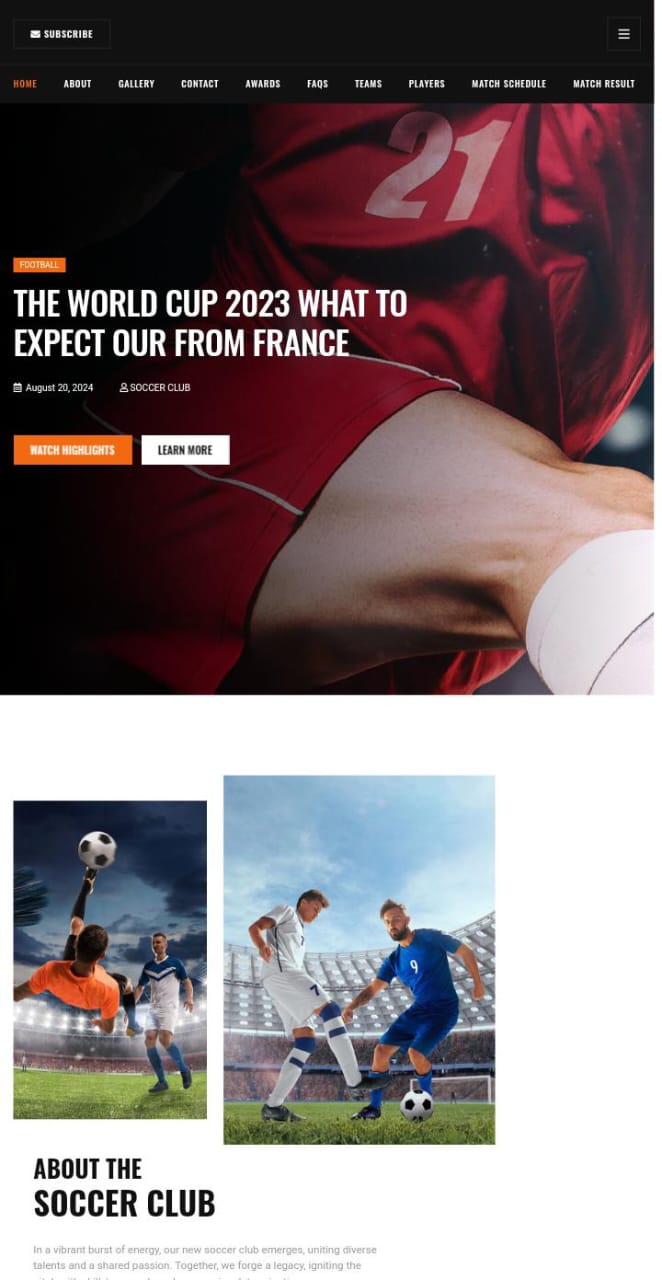 SUBSCRIBE
HOME ABOUT GALLERY CONTACT AWARDS FAQS TEAMS PLAYERS MATCH SCHEDULE MATCH RESULT
21
FOOTBALL
THE WORLD CUP 2023 WHAT TO
EXPECT OUR FROM FRANCE
August 20, 2024 SOCCER CLUB
WATCH HIGHLIGHTS LEARN MORE
9
7
ABOUT THE
SOCCER CLUB
In a vibrant burst of energy, our new soccer club emerges, uniting diverse
talents and a shared passion. Together, we forge a legacy, igniting the